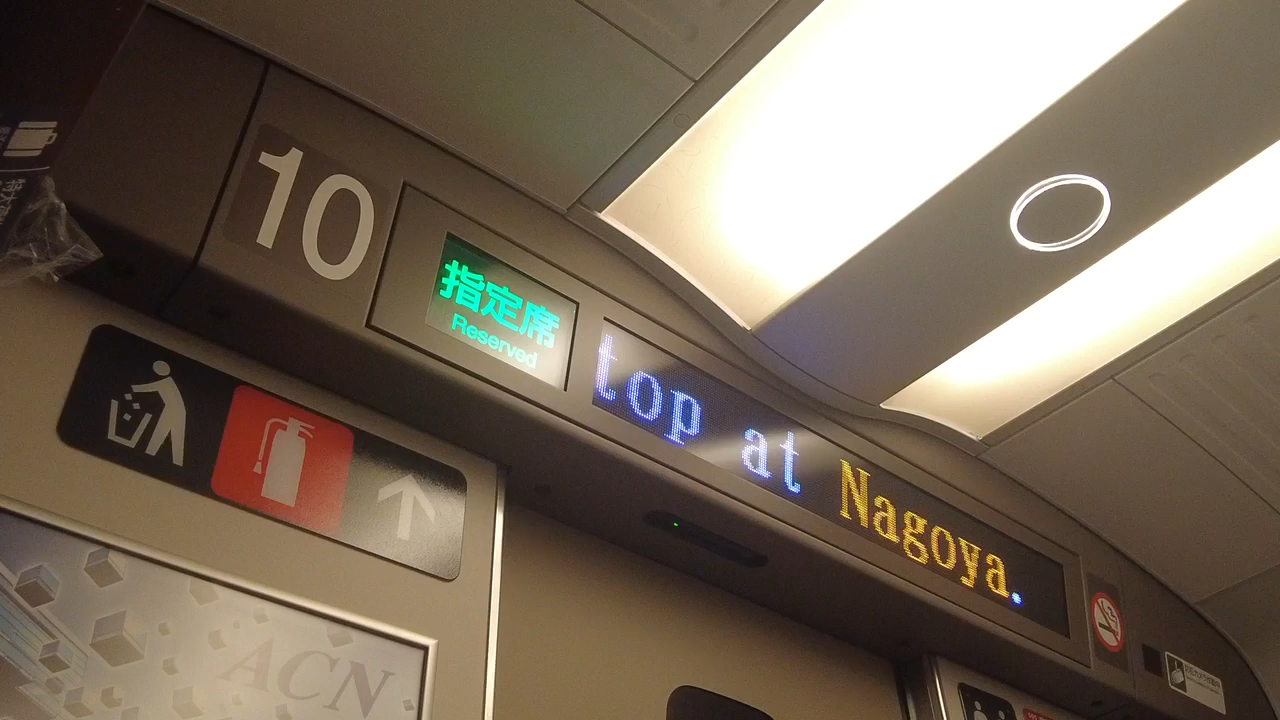 10
指定席
Reserved
top at Nagoya.
ACN